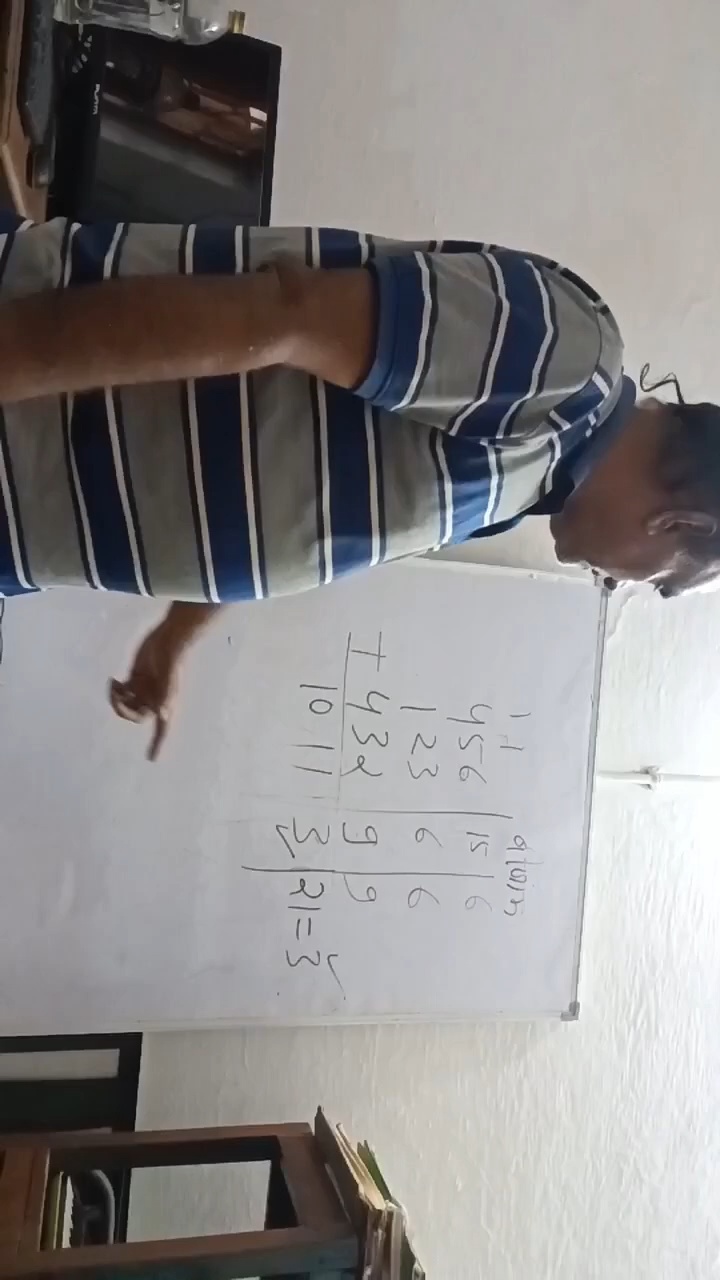 1 1
456 | 15 | 6
123 | 6 | 6
+ 432 | 9 | 9
1011 3 ✓ | 21=3 ✓